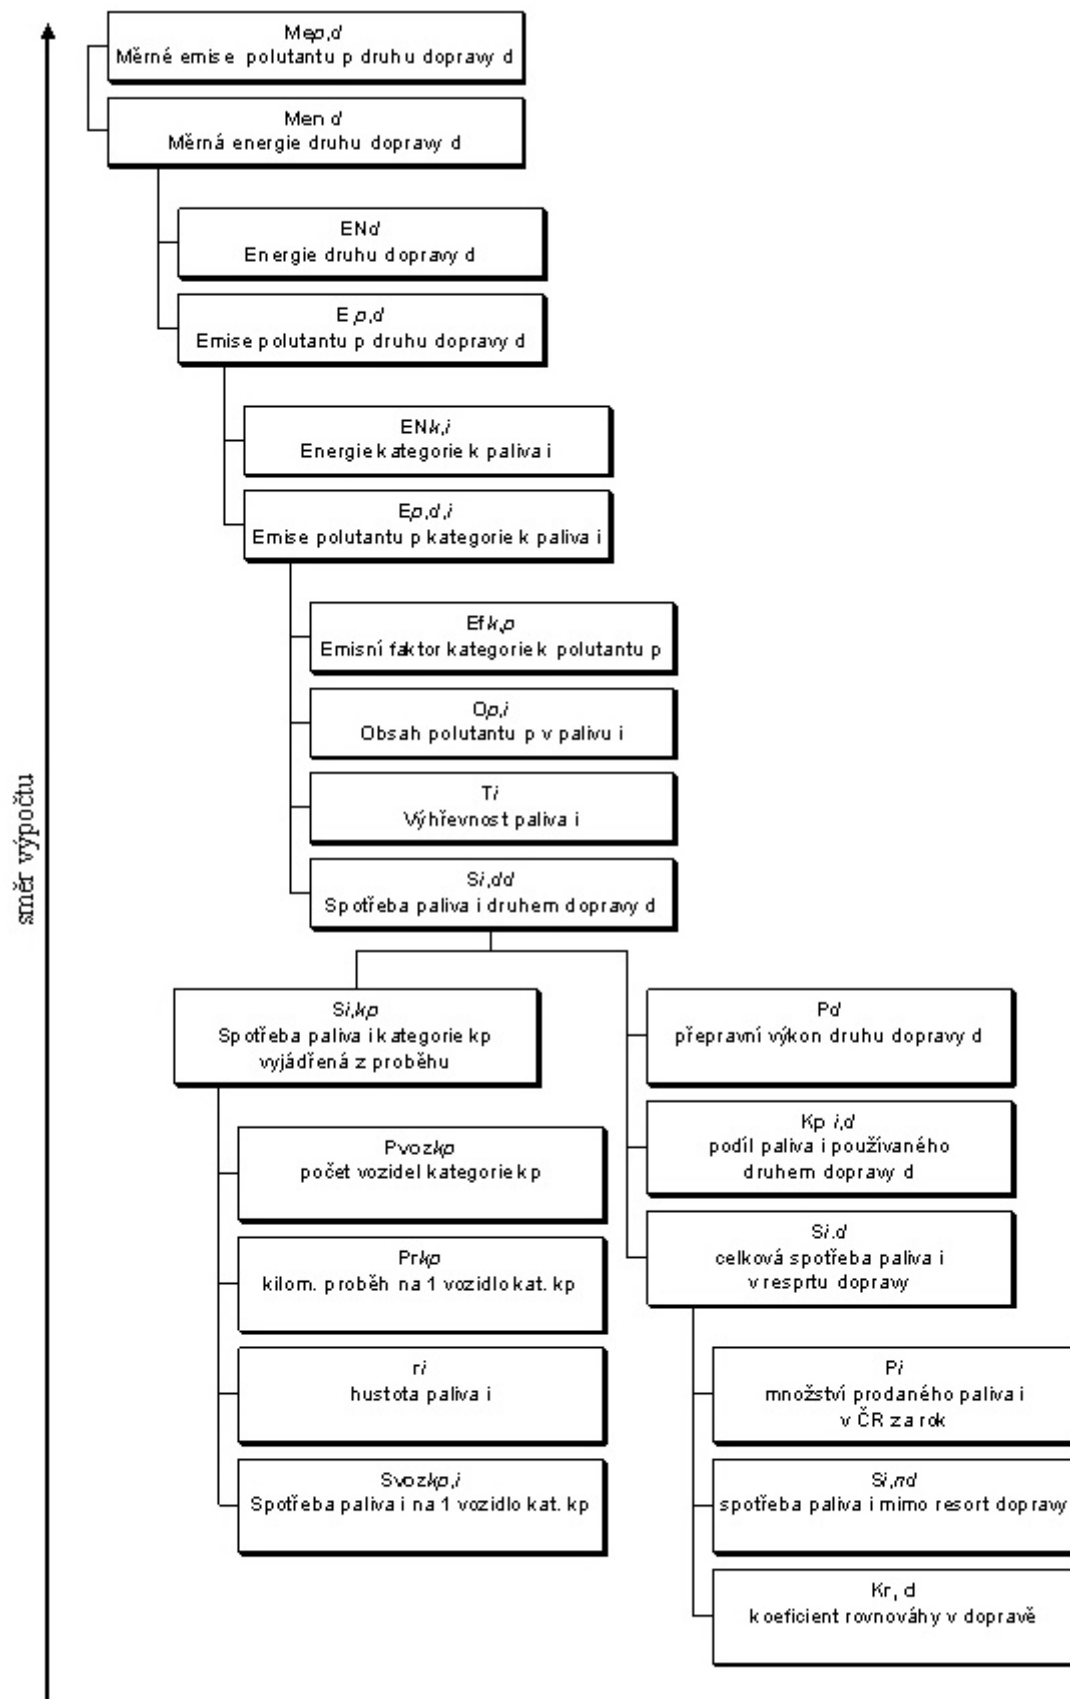 Mep,d
Měrné emise polutantu p druhu dopravy d
Men d
Měrná energie druhu dopravy d
ENd
Energie druhu dopravy d
E,p,d
Emise polutantu p druhu dopravy d
ENk,i
Energie kategorie k paliva i
Ep,d,i
Emise polutantu p kategorie k paliva i
Efk,p
Emisní faktor kategorie k polutantu p
Op,i
Obsah polutantu p v palivu i
Ti
Výhřevnost paliva i
Si,dd
Spotřeba paliva i druhem dopravy d
směr výpočtu
Si,kp
Spotřeba paliva i kategorie kp
vyjádřená z proběhu
Pd
přepravní výkon druhu dopravy d
Kp i,d
podíl paliva i používaného
druhem dopravy d
Pvozkp
počet vozidel kategorie kp
Si.d
celková spotřeba paliva i
v resprtu dopravy
Prkp
kilom. proběh na 1 vozidlo kat. kp
ri
hustota paliva i
Pi
množství prodaného paliva i
v ČR za rok
Svozkp,i
Spotřeba paliva i na 1 vozidlo kat. kp
Si,nd
spotřeba paliva i mimo resort dopravy
Kr, d
koeficient rovnováhy v dopravě